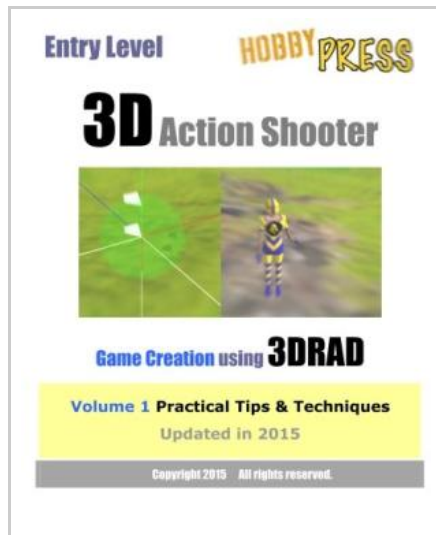 Entry Level
HOBBY PRESS
3D Action Shooter
Game Creation using 3DRAD
Volume 1 Practical Tips & Techniques
Updated in 2015
Copyright 2015 All rights reserved.